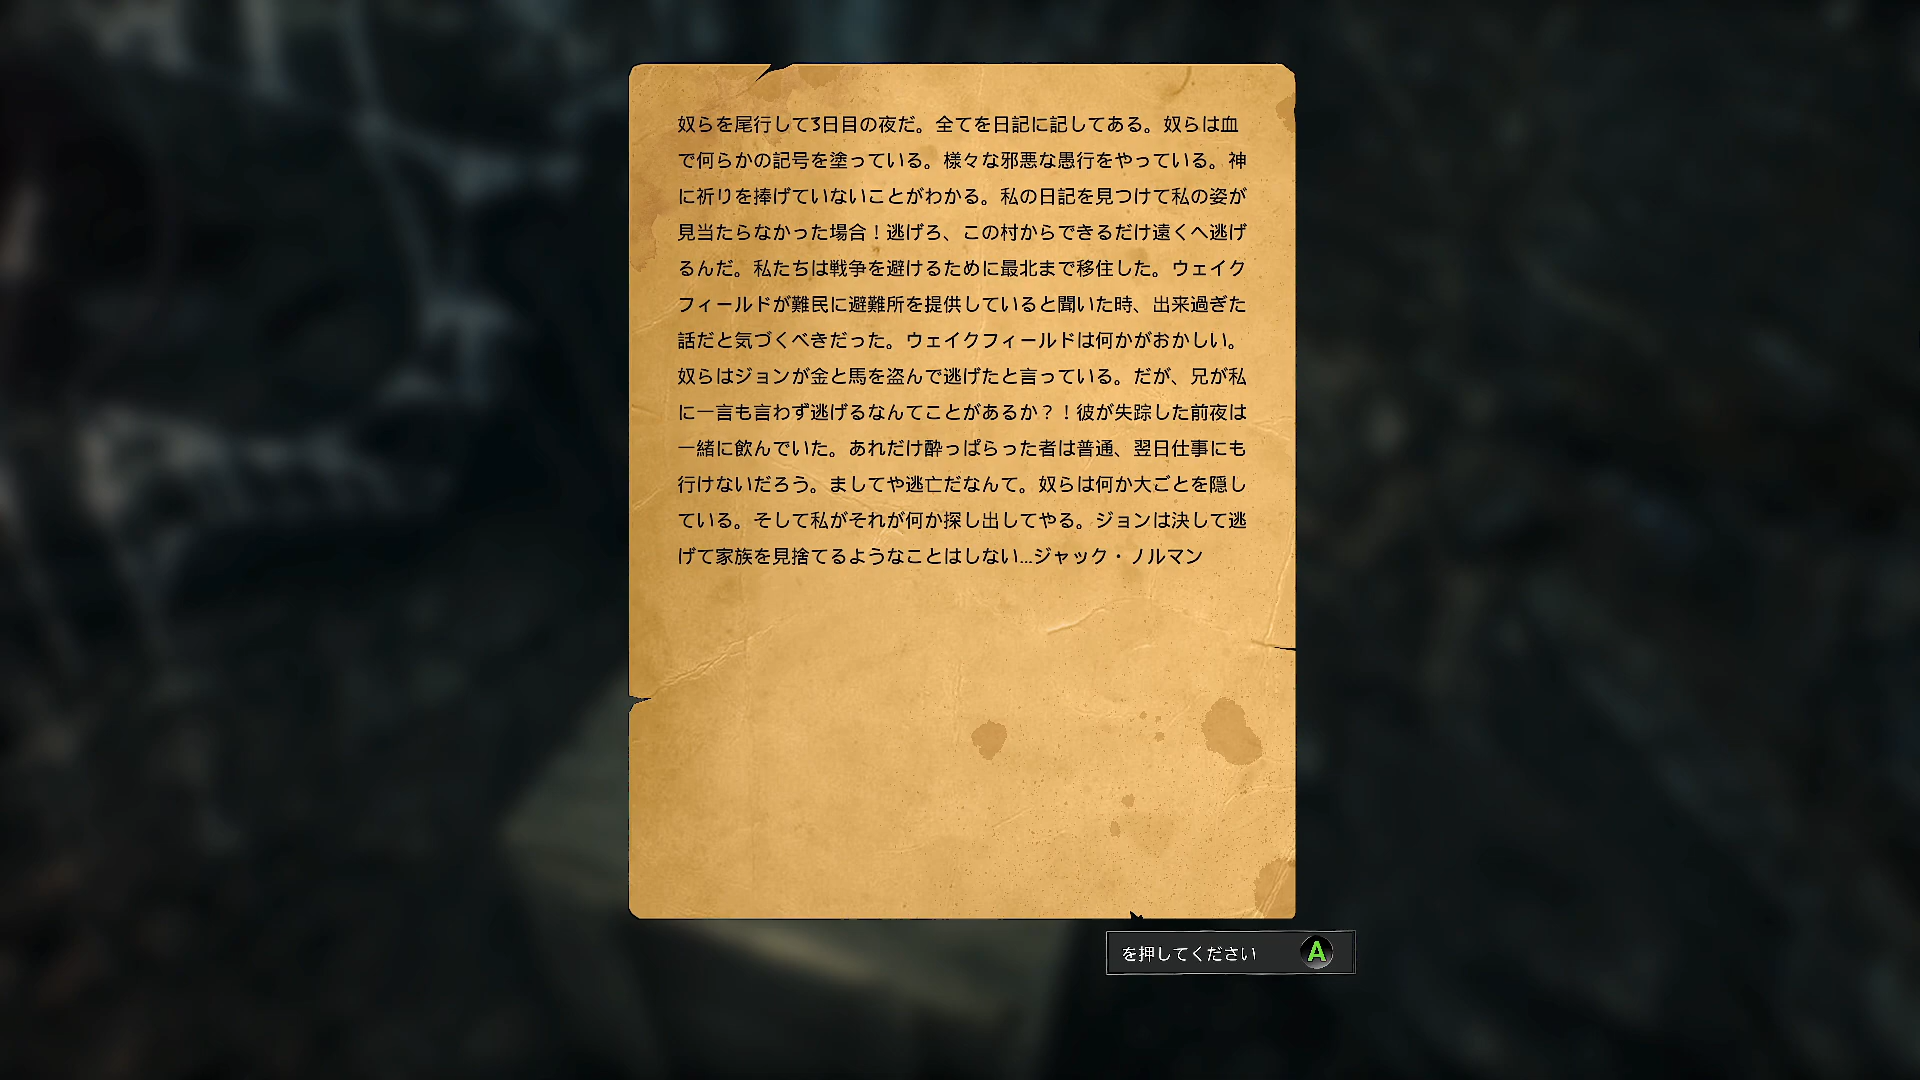 奴らを尾行して3日目の夜だ。全てを日記に記してある。奴らは血
で何らかの記号を塗っている。様々な邪悪な愚行をやっている。神
に祈りを捧げていないことがわかる。私の日記を見つけて私の姿が
見当たらなかった場合！逃げろ、この村からできるだけ遠くへ逃げ
るんだ。私たちは戦争を避けるために最北まで移住した。ウェイク
フィールドが難民に避難所を提供していると聞いた時、出来過ぎた
話だと気づくべきだった。ウェイクフィールドは何かがおかしい。
奴らはジョンが金と馬を盗んで逃げたと言っている。だが、兄が私
に一言も言わず逃げるなんてことがあるか？！彼が失踪した前夜は
一緒に飲んでいた。あれだけ酔っぱらった者は普通、翌日仕事にも
行けないだろう。ましてや逃亡だなんて。奴らは何か大ごとを隠し
ている。そして私がそれが何か探し出してやる。ジョンは決して逃
げて家族を見捨てるようなことはしない...ジャック・ノルマン
を押してください A